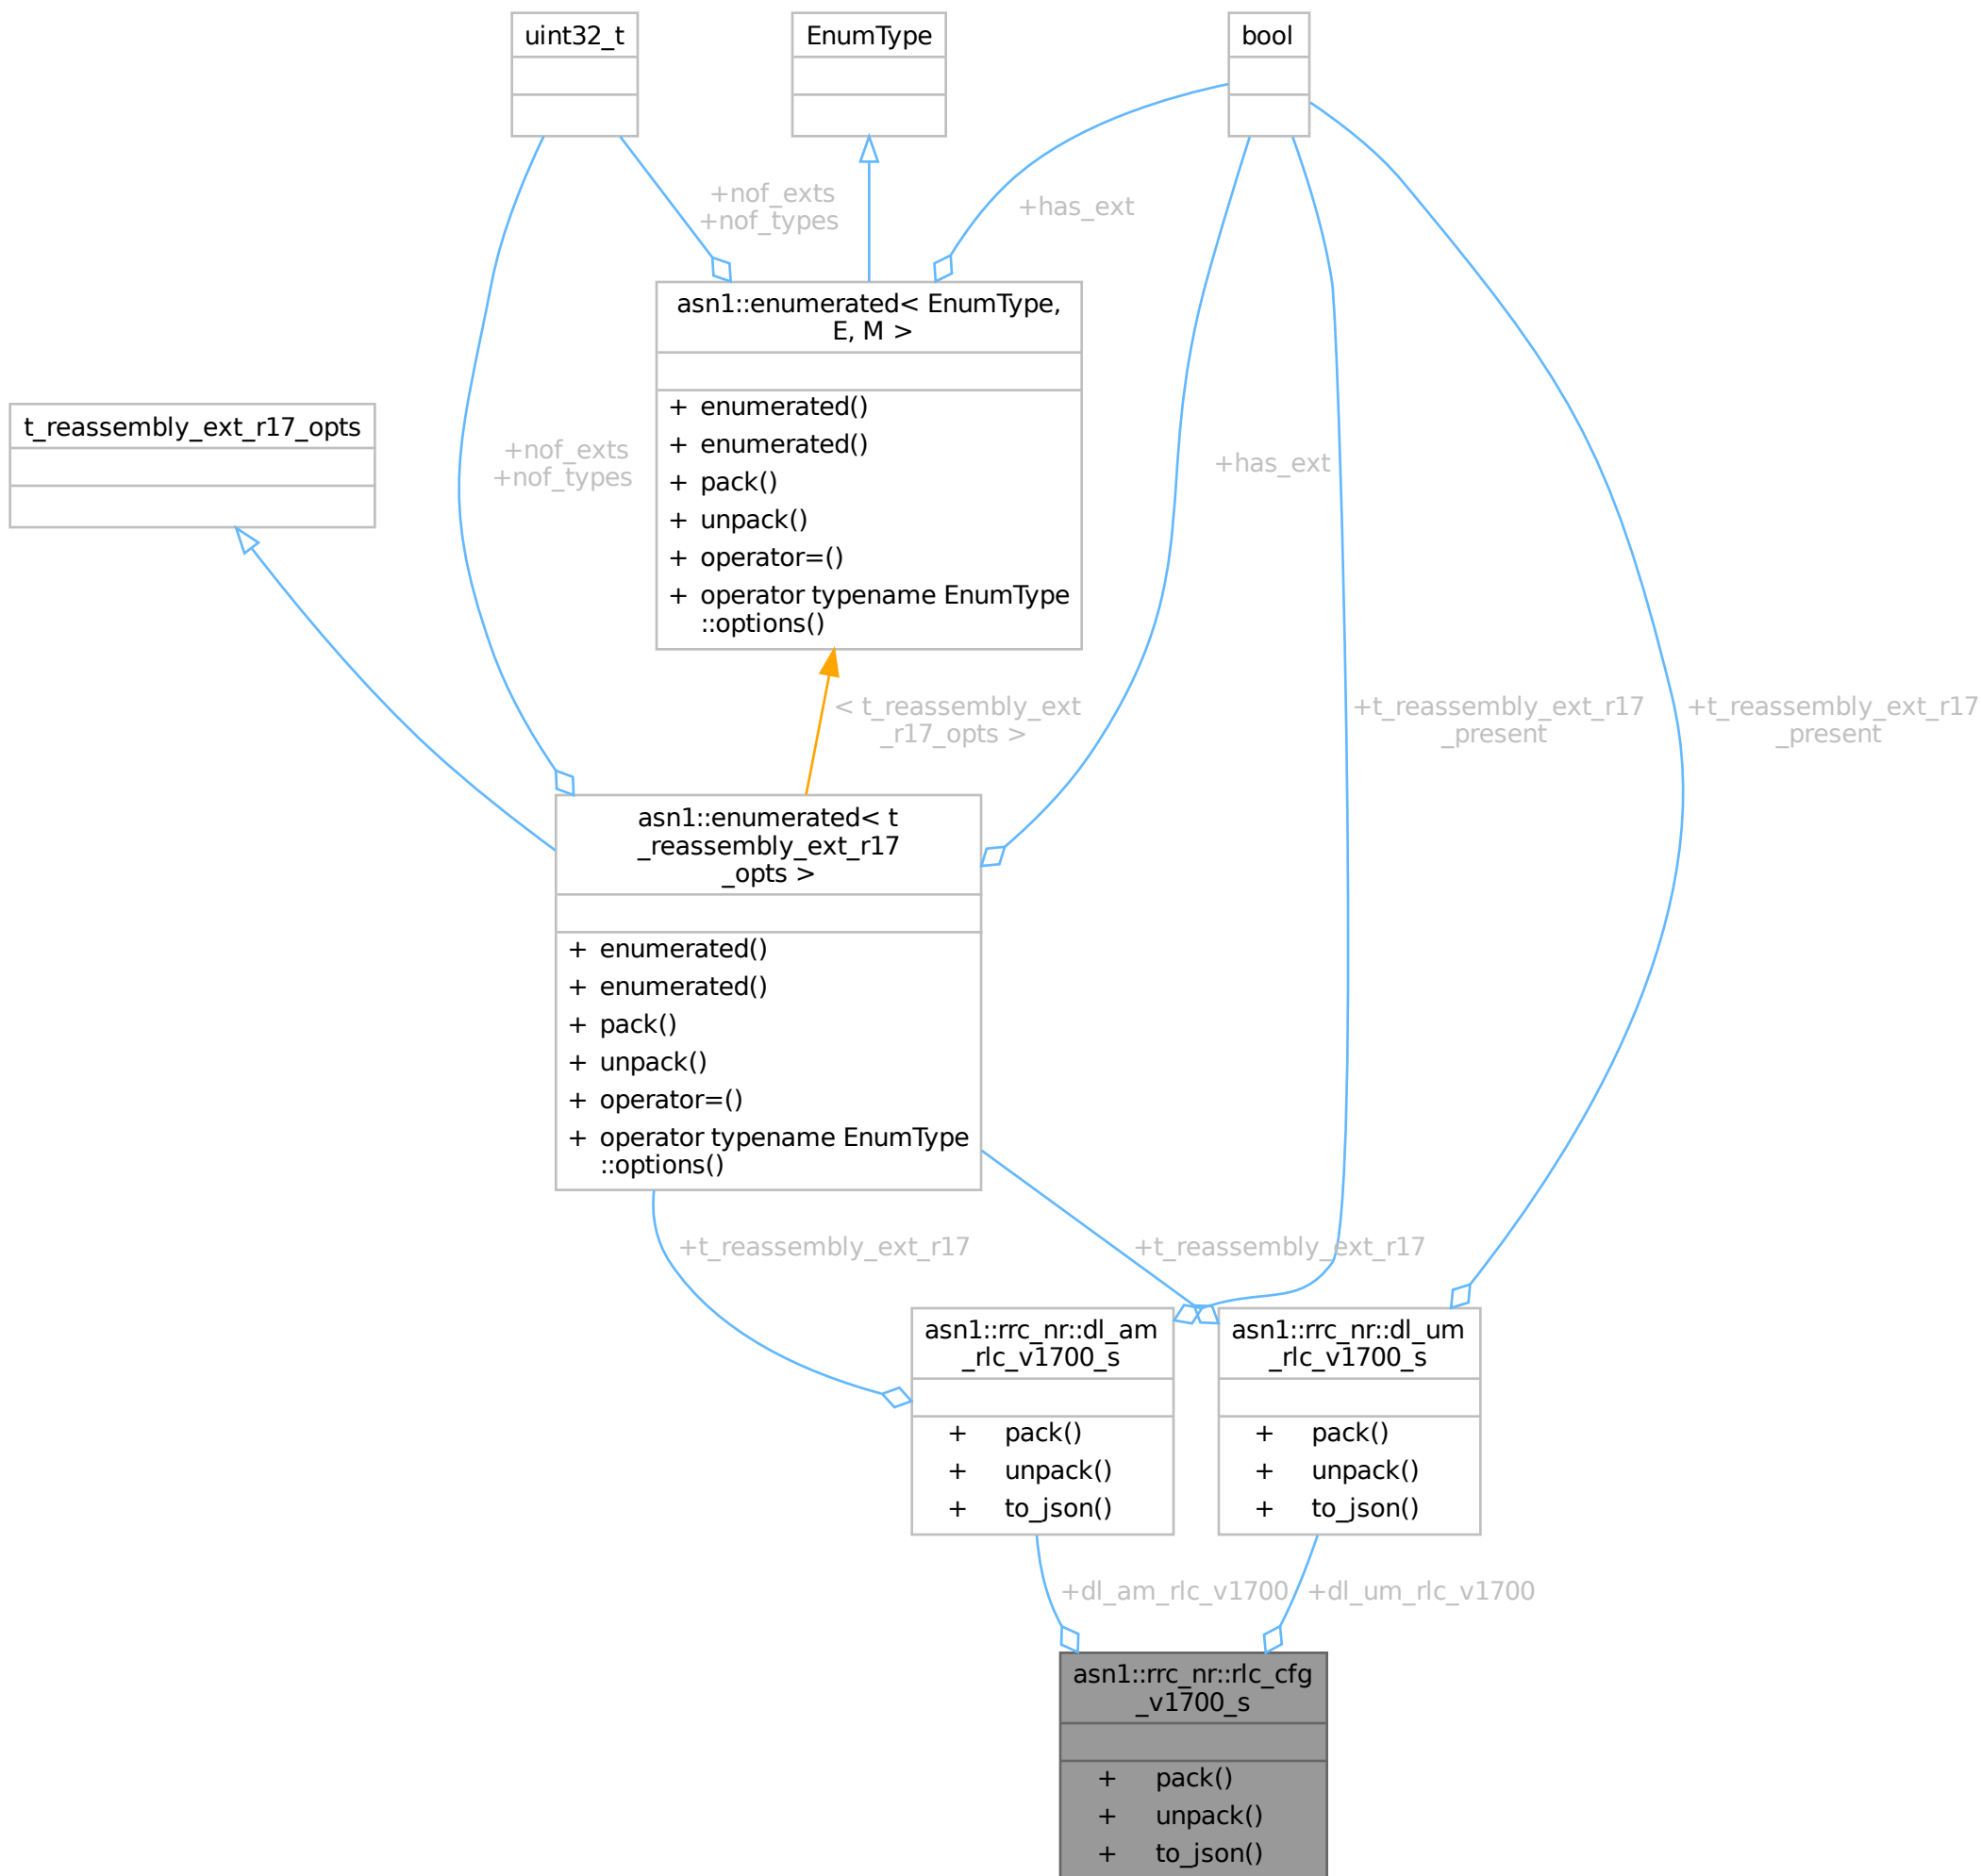 uint32_t
EnumType
bool
+nof_exts
+nof_types
+has_ext
asn1::enumerated< EnumType,
E, M >
+ enumerated()
+ enumerated()
+ pack()
+ unpack()
+ operator=()
+ operator typename EnumType
::options()
t_reassembly_ext_r17_opts
+nof_exts
+nof_types
+has_ext
< t_reassembly_ext
_r17_opts >
+t_reassembly_ext_r17
_present
+t_reassembly_ext_r17
_present
asn1::enumerated< t
_reassembly_ext_r17
_opts >
+ enumerated()
+ enumerated()
+ pack()
+ unpack()
+ operator=()
+ operator typename EnumType
::options()
+t_reassembly_ext_r17
+t_reassembly_ext_r17
asn1::rrc_nr::dl_am
_rlc_v1700_s
+ pack()
+ unpack()
+ to_json()
asn1::rrc_nr::dl_um
_rlc_v1700_s
+ pack()
+ unpack()
+ to_json()
+dl_am_rlc_v1700
+dl_um_rlc_v1700
asn1::rrc_nr::rlc_cfg
_v1700_s
+ pack()
+ unpack()
+ to_json()